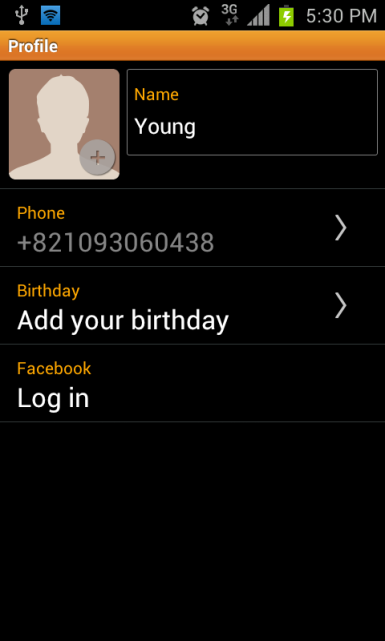 3G 5:30 PM
Profile
Name
Young
Phone
+821093060438
Birthday
Add your birthday
Facebook
Log in